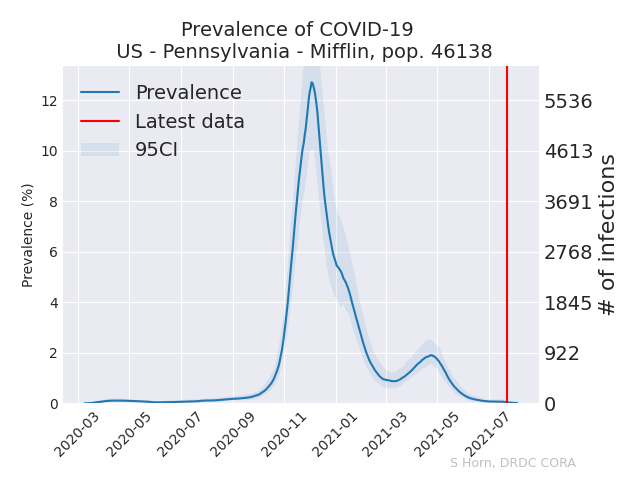 Prevalence of COVID-19
US - Pennsylvania - Mifflin, pop. 46138
Prevalence
Latest data
95CI
Prevalence (%)
12
10
8
6
4
2
0
5536
4613
3691
2768
1845
922
0
# of infections
2020-03
2020-05
2020-07
2020-09
2020-11
2021-01
2021-03
2021-05
2021-07
S Horn, DRDC CORA